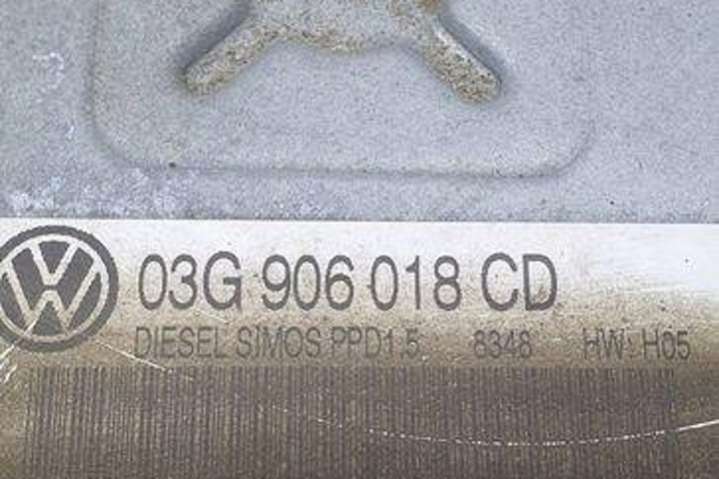 03G 906 018 CD
DIESEL SIMOS PPD1.5 8348 HW: H05